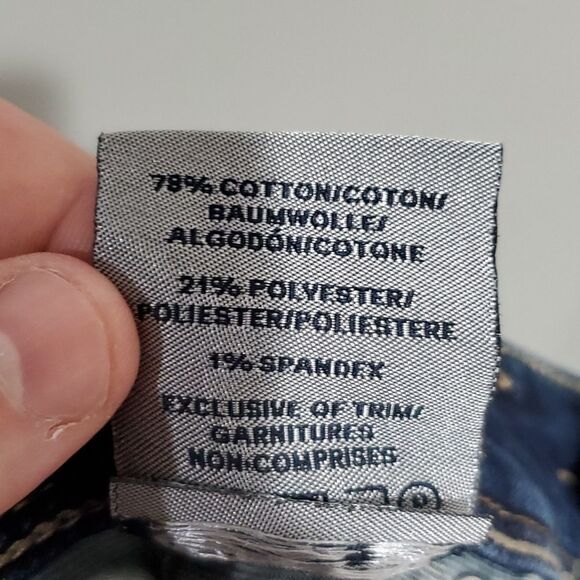 78% COTTON/COTON/
BAUMWOLLE/
ALGODÓN/COTONE
21% POLYESTER/
POLIESTER/POLIESTERE
1% SPANDEX
EXCLUSIVE OF TRIM/
GARNITURES
NON-COMPRISES